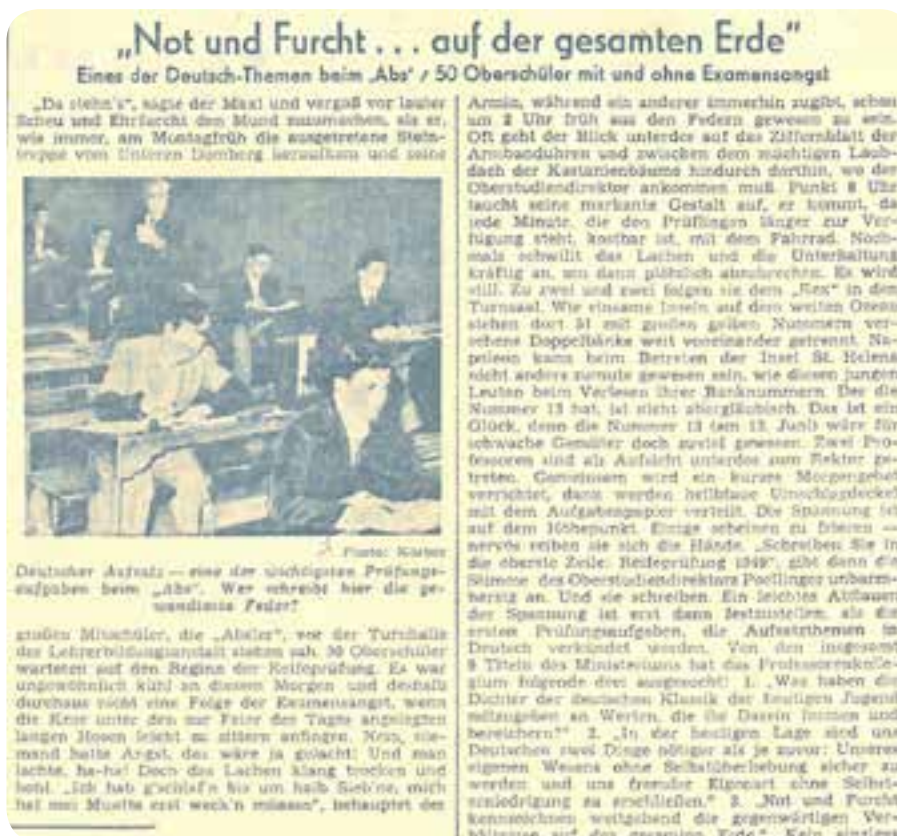 „Not und Furcht . . . auf der gesamten Erde"
Eines der Deutsch-Themen beim „Abs" / 50 Oberschüler mit und ohne Examensangst
„Da stehn's", sagte der Maxl und vergaß vor lauter
Scheu und Ehrfurcht den Mund zuzumachen, als er,
wie immer, am Montagfrüh die ausgetretene Stein-
treppe vom Unteren Domberg heraufkam und seine
Photo:
Deutscher Aufsatz — eine der wichtigsten Prüfungs-
aufgaben beim „Abs". Wer schreibt hier die ge-
wandteste Feder?
großen Mitschüler, die „Absler", vor der Turnhalle
der Lehrerbildungsanstalt stehen sah. 50 Oberschüler
warteten auf den Beginn der Reifeprüfung. Es war
ungewöhnlich kühl an diesem Morgen und deshalb
durchaus nicht eine Folge der Examensangst, wenn
die Knie unter den zur Feier des Tages angelegten
langen Hosen leicht zu zittern anfingen. Nein, nie-
mand hatte Angst, das wäre ja gelacht! Und man
lachte, ha-ha! Doch das Lachen klang trocken und
hohl. „Ich hab g'schlaf'n bis um halb Sieb'ne, mich
hat mei Muatta erst weck'n müssen", behauptet der
Armin, während ein anderer immerhin zugibt, schon
um 2 Uhr früh aus den Federn gewesen zu sein.
Oft geht der Blick unterdes auf das Zifferblatt der
Armbanduhren und zwischen dem mächtigen Laub-
dach der Kastanienbäume hindurch dorthin, wo der
Oberstudiendirektor ankommen muß. Punkt 8 Uhr
taucht seine markante Gestalt auf, er kommt, da
jede Minute, die den Prüflingen länger zur Ver-
fügung steht, kostbar ist, mit dem Fahrrad. Noch-
mals schwillt das Lachen und die Unterhaltung
kräftig an, um dann plötzlich abzubrechen. Es wird
still. Zu zwei und zwei folgen sie dem „Rex" in den
Turnsaal. Wie einsame Inseln auf dem weiten Ozean
stehen dort 51 mit großen gelben Nummern ver-
sehene Doppelbänke weit voneinander getrennt. Na-
poleon kann beim Betreten der Insel St. Helena
nicht anders zumute gewesen sein, wie diesen jungen
Leuten beim Verlesen ihrer Banknummern. Der die
Nummer 13 hat, ist nicht abergläubisch. Das ist ein
Glück, denn die Nummer 13 (am 13. Juni) wäre für
schwache Gemüter doch zuviel gewesen. Zwei Pro-
fessoren sind als Aufsicht unterdes zum Rektor ge-
treten. Gemeinsam wird ein kurzes Morgengebet
verrichtet, dann werden hellblaue Umschlagdeckel
mit dem Aufgabenpapier verteilt. Die Spannung ist
auf dem Höhepunkt. Einige scheinen zu frieren —
nervös reiben sie sich die Hände. „Schreiben Sie in
die oberste Zeile: Reifeprüfung 1949", gibt dann die
Stimme des Oberstudiendirektors Poellinger unbarm-
herzig an. Und sie schreiben. Ein leichtes Abflauen
der Spannung ist erst dann festzustellen, als die
ersten Prüfungsaufgaben, die Aufsatzthemen in
Deutsch verkündet werden. Von den insgesamt
9 Titeln des Ministeriums hat das Professorenkolle-
gium folgende drei ausgesucht: 1. „Was haben die
Dichter der deutschen Klassik der heutigen Jugend
mitzugeben an Werten, die ihr Dasein formen und
bereichern?" 2. „In der heutigen Lage sind uns
Deutschen zwei Dinge nötiger als je zuvor: Unseres
eigenen Wesens ohne Selbstüberhebung sicher zu
werden und uns fremder Eigenart ohne Selbst-
erniedrigung zu erschließen." 3. „Not und Furcht
kennzeichnen weitgehend die gegenwärtigen Ver-
hältnisse auf der gesamten Erde."